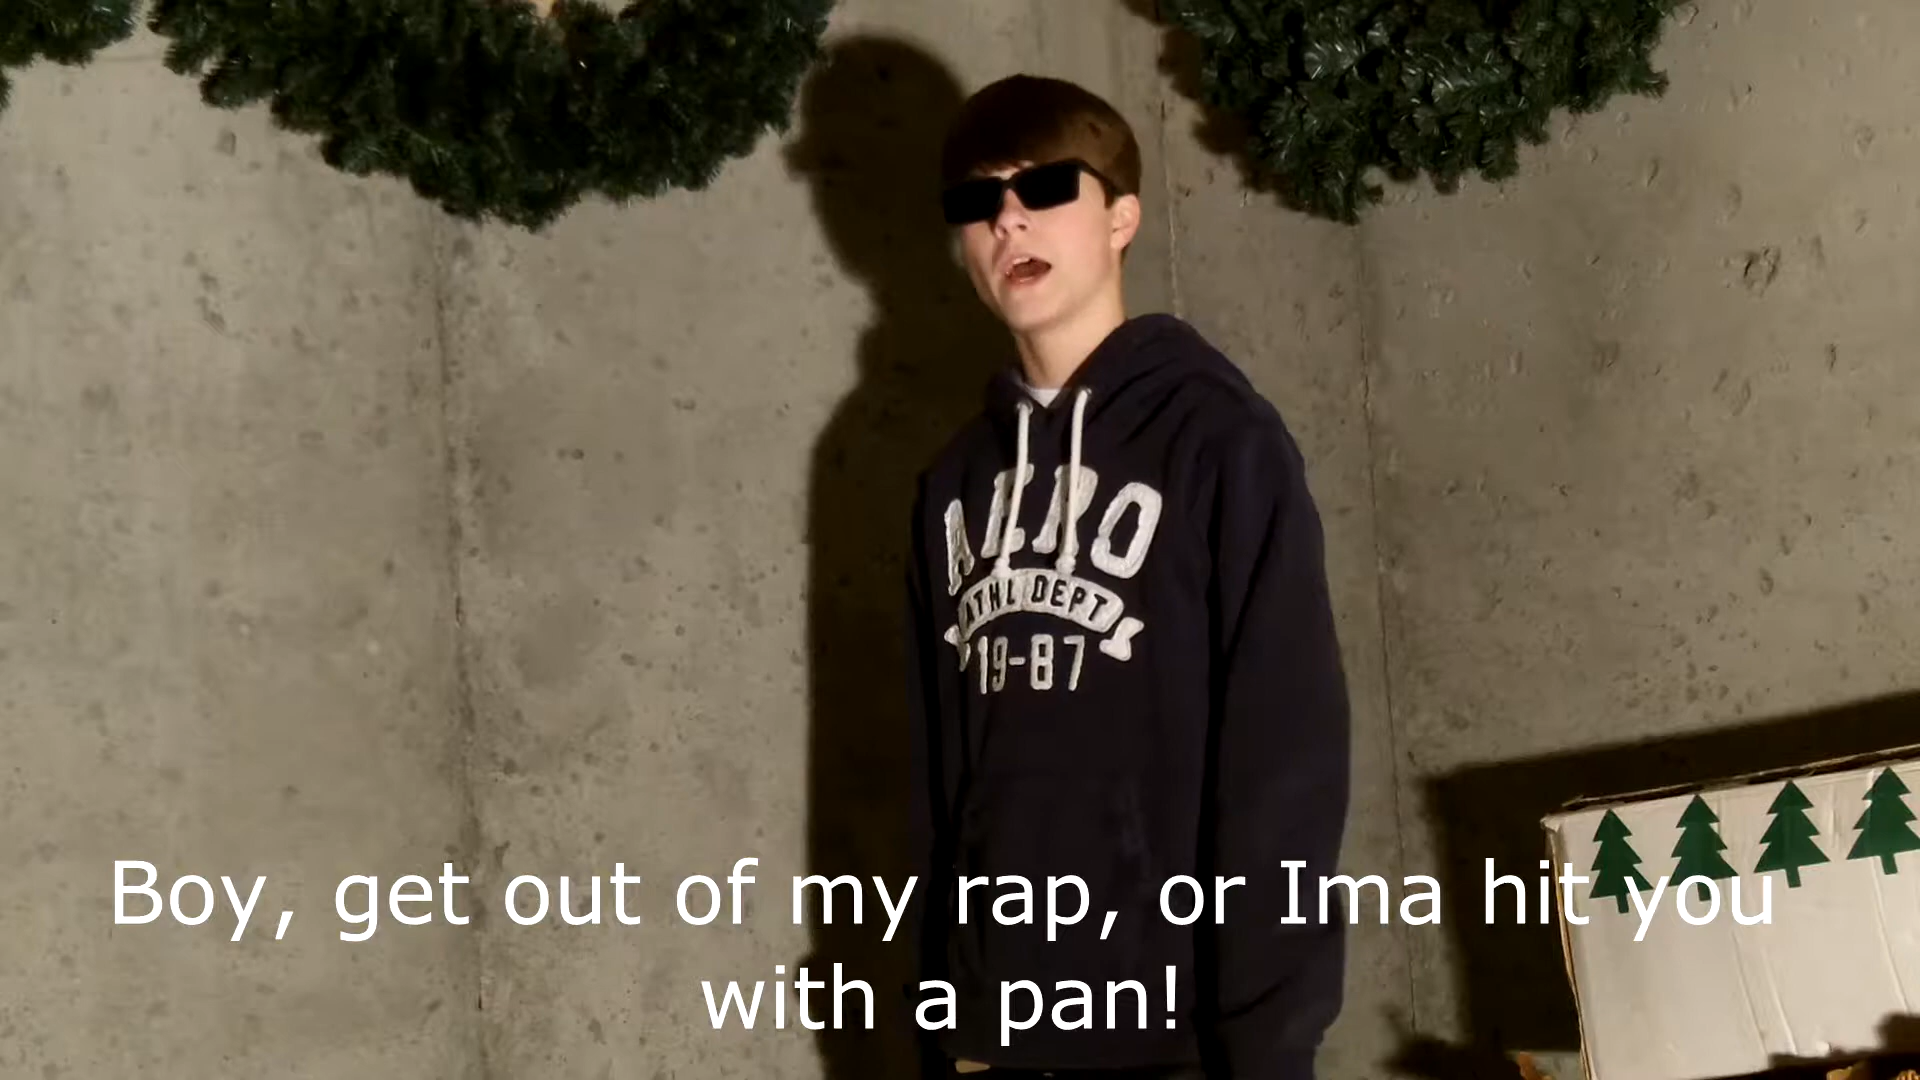 AERO
ATHL DEPT
19-87
Boy, get out of my rap, or Ima hit you
with a pan!